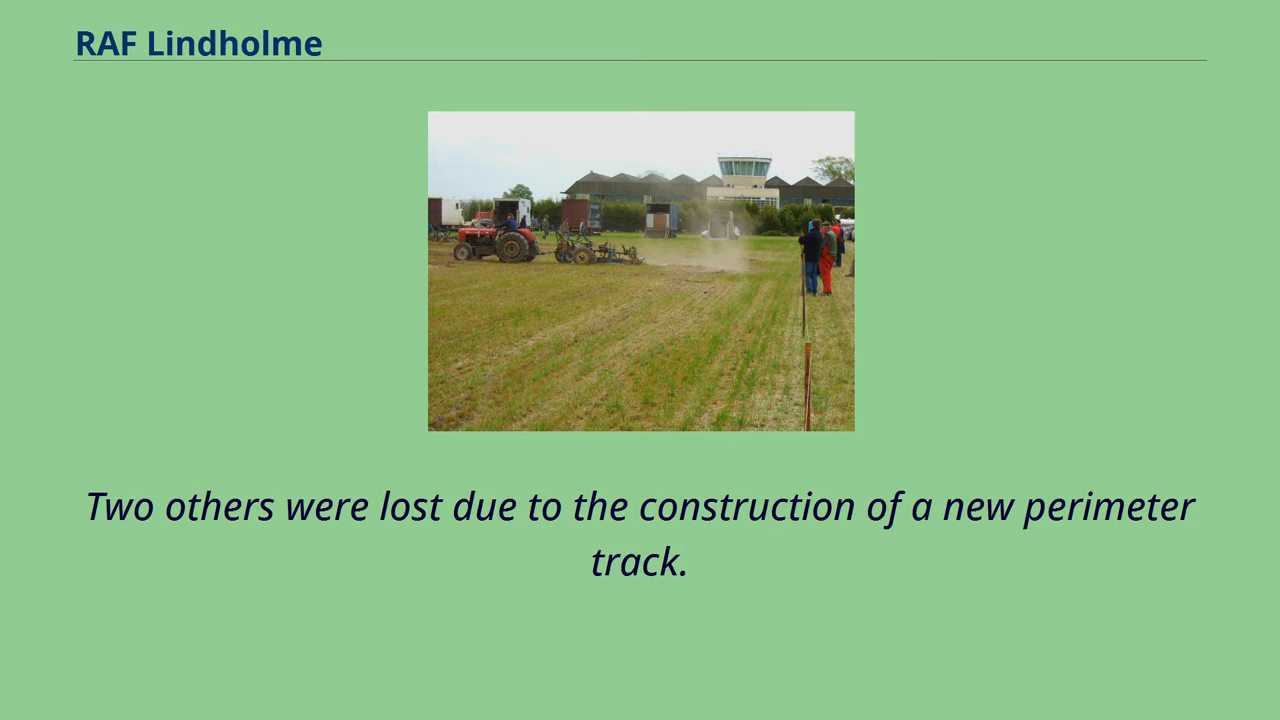 RAF Lindholme
Two others were lost due to the construction of a new perimeter
track.